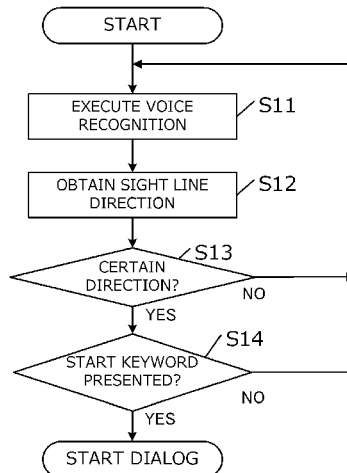 START
EXECUTE VOICE
RECOGNITION
S11
OBTAIN SIGHT LINE
DIRECTION
S12
CERTAIN
DIRECTION?
S13
NO
YES
START KEYWORD
PRESENTED?
S14
NO
YES
START DIALOG